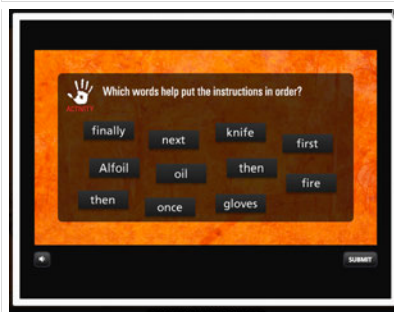 Which words help put the instructions in order?
ACTIVITY
finally
next
knife
first
Alfoil
oil
then
fire
then
once
gloves
SUBMIT